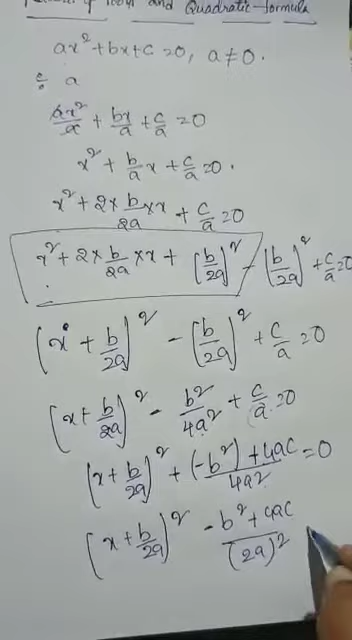 of and Quadratic formula
ax² + bx + c = 0, a ≠ 0.
÷ a
ax²/a + bx/a + c/a = 0
x² + b/a x + c/a = 0.
x² + 2 × b/2a × x + c/a = 0
x² + 2 × b/2a × x + (b/2a)² - (b/2a)² + c/a = 0
(x + b/2a)² - (b/2a)² + c/a = 0
(x + b/2a)² - b²/4a² + c/a = 0
(x + b/2a)² + (-b²) + 4ac/4a² = 0
(x + b/2a)² -b² + 4ac/(2a)²